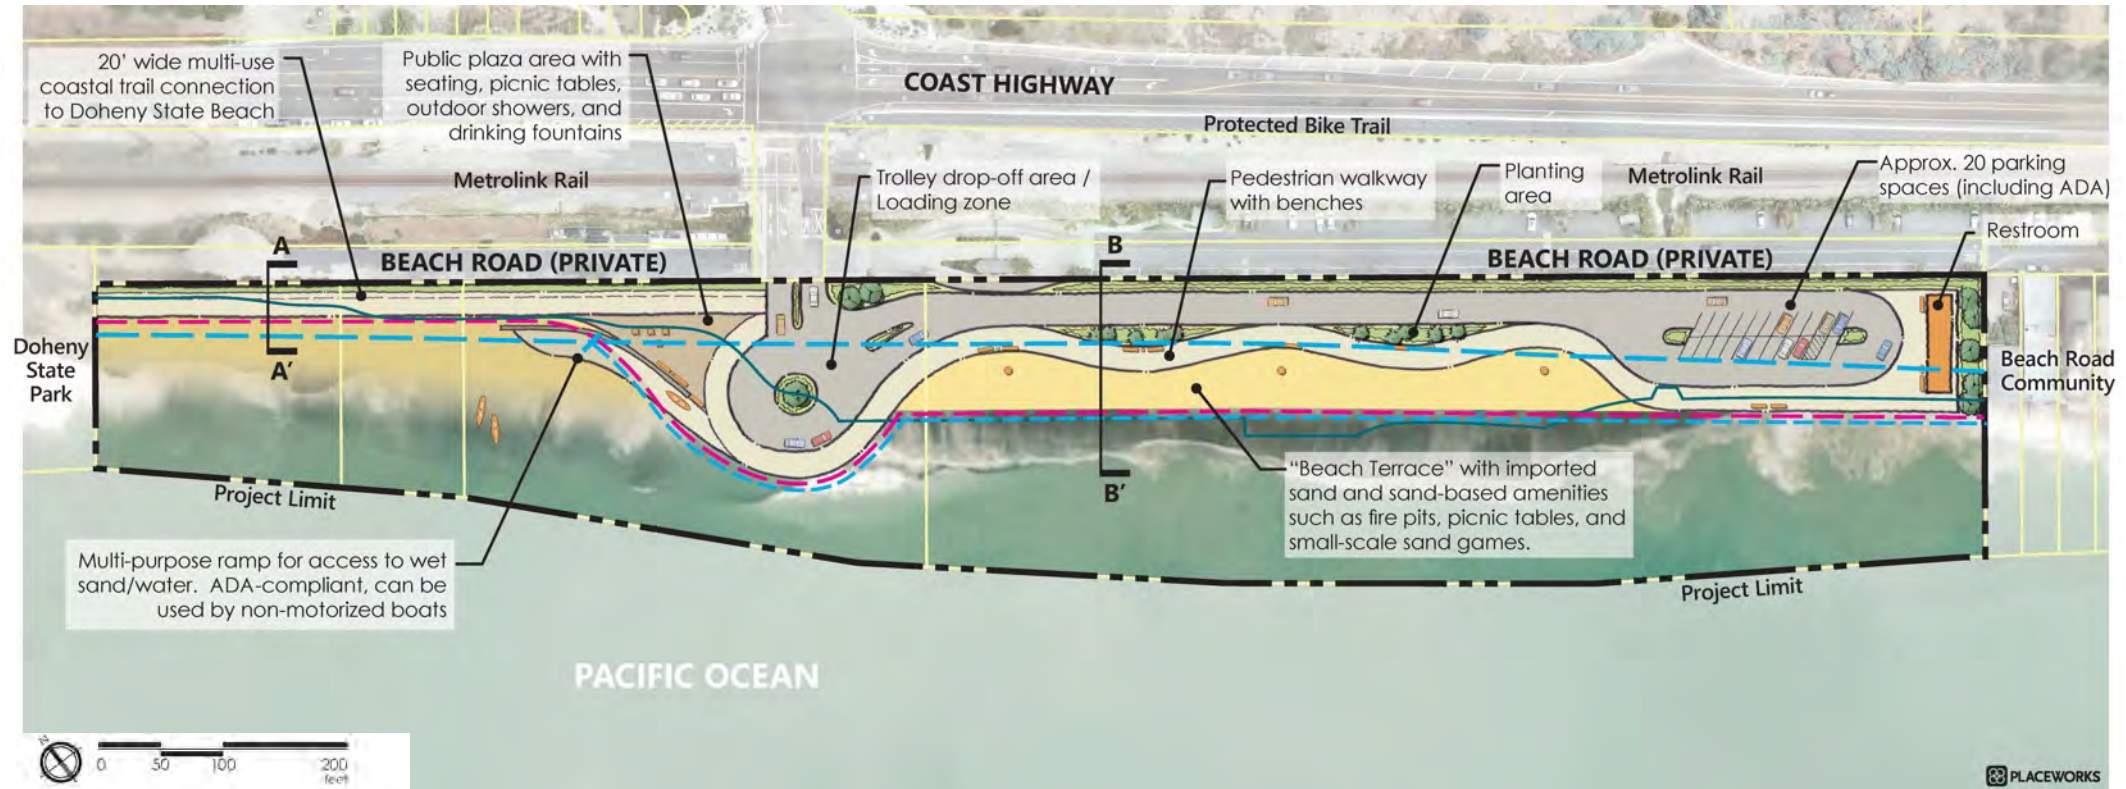 20' wide multi-use
coastal trail connection
to Doheny State Beach
Public plaza area with
seating, picnic tables,
outdoor showers, and
drinking fountains
COAST HIGHWAY
Protected Bike Trail
Metrolink Rail
Trolley drop-off area /
Loading zone
Pedestrian walkway
with benches
Planting
area
Metrolink Rail
Approx. 20 parking
spaces (including ADA)
Restroom
A
BEACH ROAD (PRIVATE)
B
BEACH ROAD (PRIVATE)
Doheny
State
Park
A'
Beach Road
Community
Project Limit
B'
"Beach Terrace" with imported
sand and sand-based amenities
such as fire pits, picnic tables, and
small-scale sand games.
Multi-purpose ramp for access to wet
sand/water. ADA-compliant, can be
used by non-motorized boats
Project Limit
PACIFIC OCEAN
N
0 50 100 200
feet
PLACEWORKS